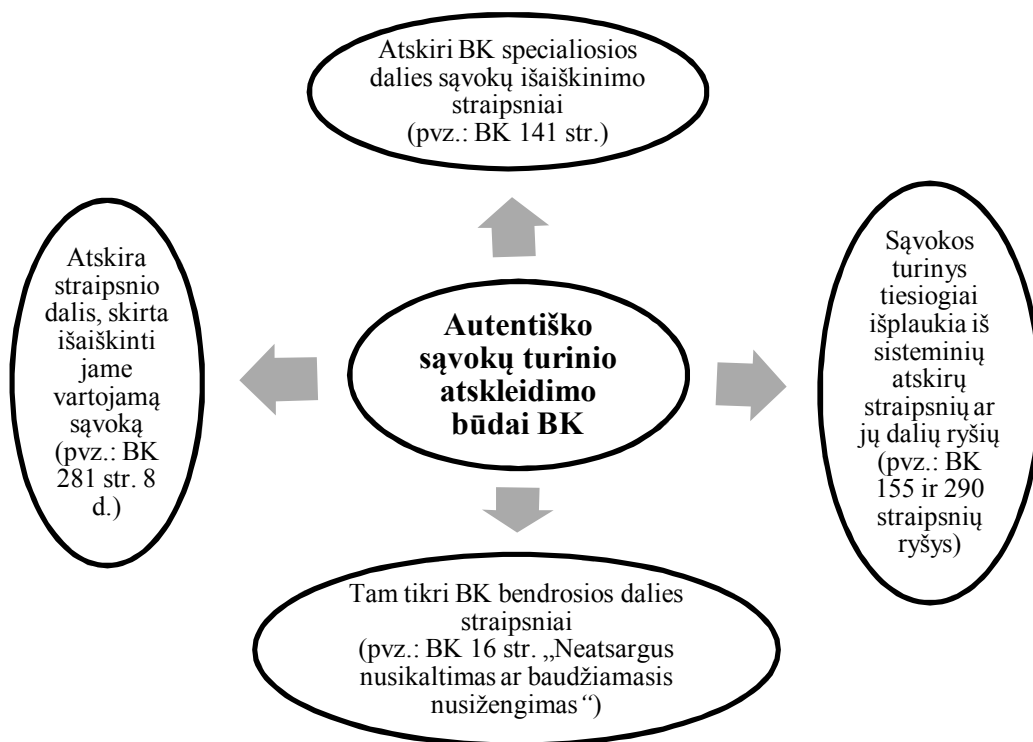 Atskiri BK specialiosios
dalies sąvokų išaiškinimo
straipsniai
(pvz.: BK 141 str.)
Atskira
straipsnio
dalis, skirta
išaiškinti
jame
vartojamą
sąvoką
(pvz.: BK
281 str. 8
d.)
Autentiško
sąvokų turinio
atskleidimo
būdai BK
Sąvokos
turinys
tiesiogiai
išplaukia iš
sisteminių
atskirų
straipsnių ar
jų dalių ryšių
(pvz.: BK
155 ir 290
straipsnių
ryšys)
Tam tikri BK bendrosios dalies
straipsniai
(pvz.: BK 16 str. „Neatsargus
nusikaltimas ar baudžiamasis
nusižengimas“)